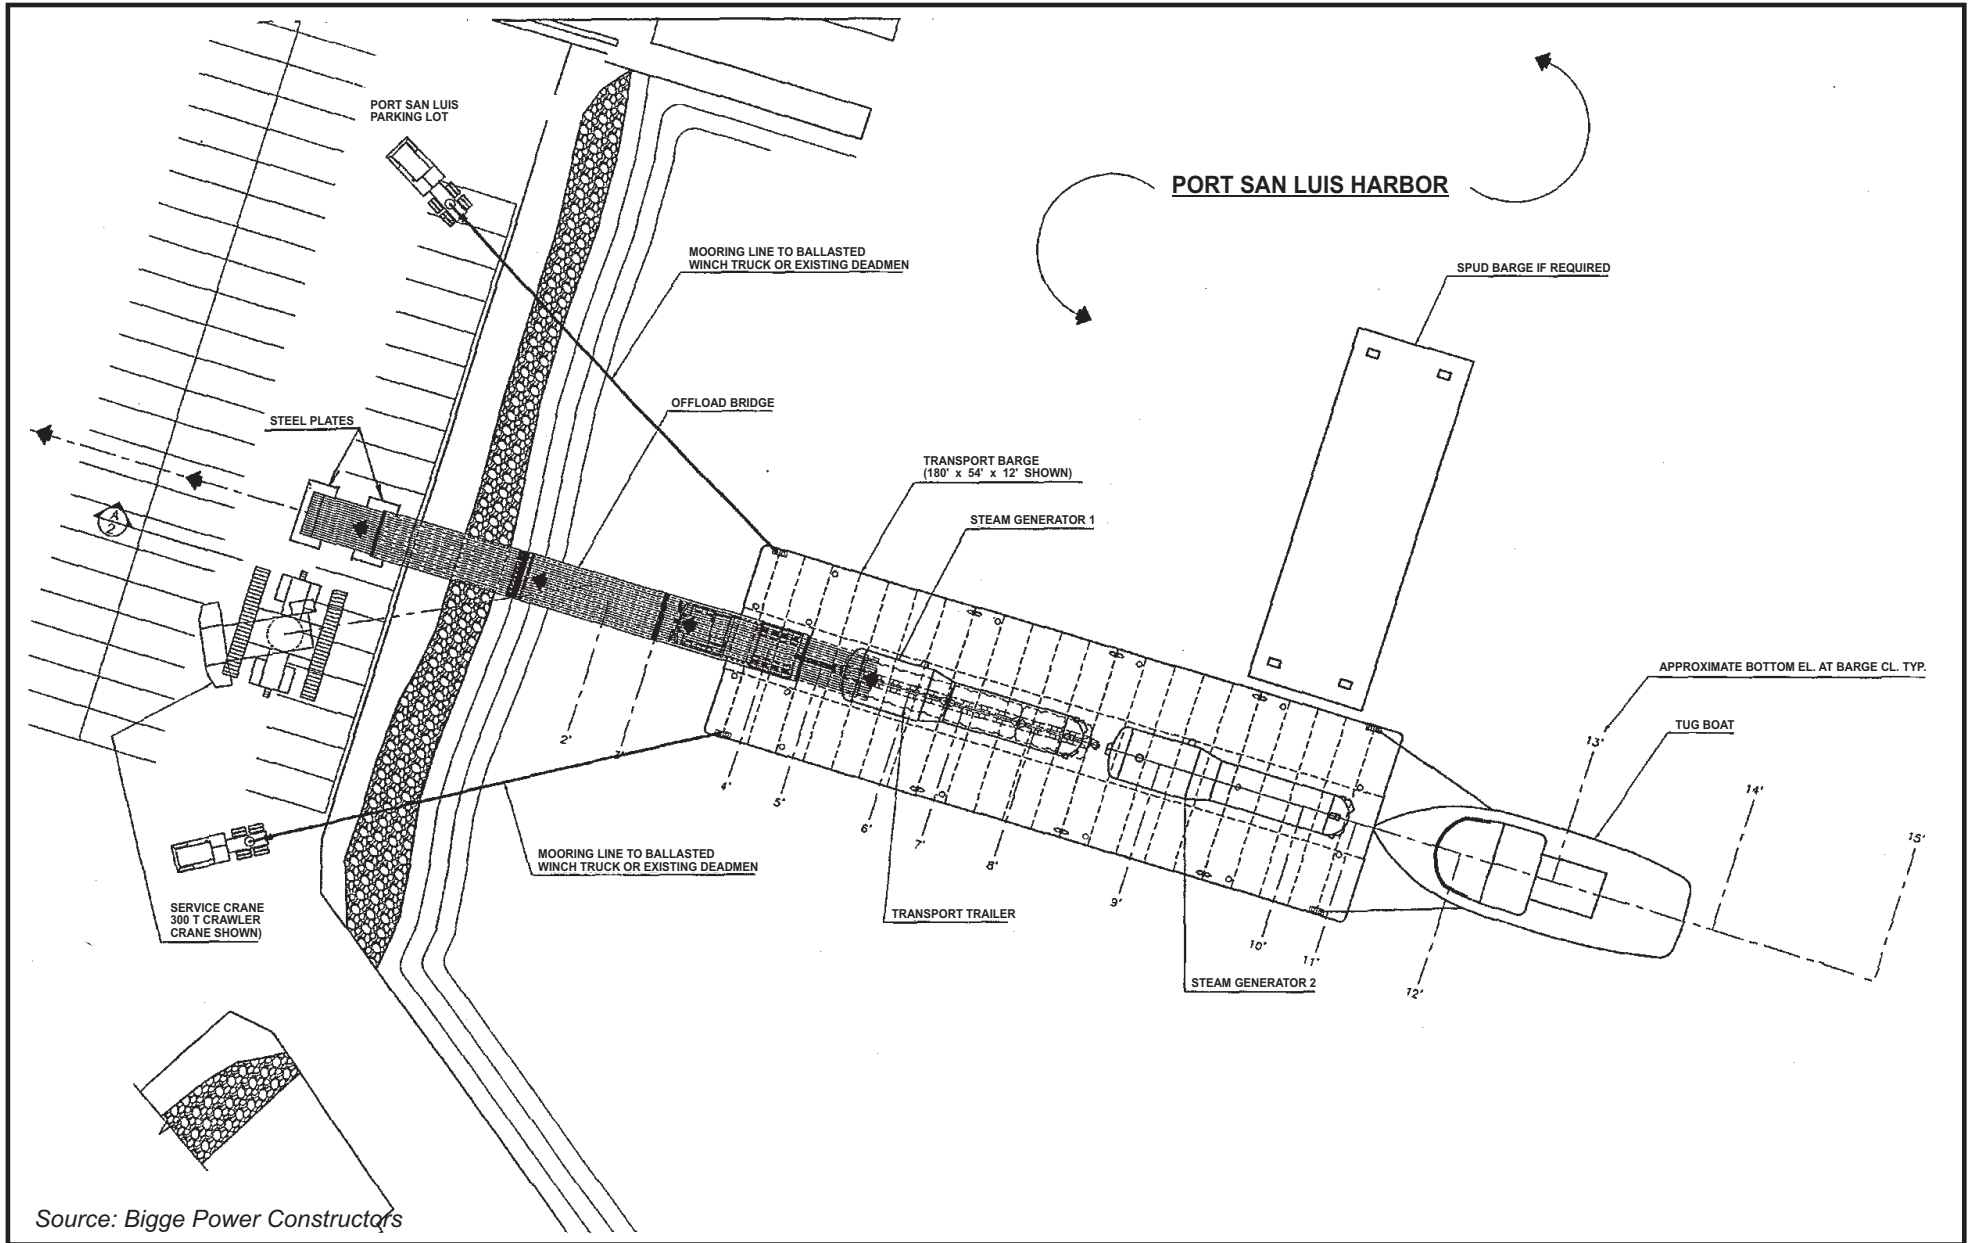 PORT SAN LUIS
PARKING LOT
PORT SAN LUIS HARBOR
MOORING LINE TO BALLASTED
WINCH TRUCK OR EXISTING DEADMEN
SPUD BARGE IF REQUIRED
OFFLOAD BRIDGE
STEEL PLATES
TRANSPORT BARGE
(180' x 54' x 12' SHOWN)
STEAM GENERATOR 1
A
2
APPROXIMATE BOTTOM EL. AT BARGE CL. TYP.
TUG BOAT
2'
13'
14'
15'
4'
5'
6'
7'
8'
9'
10'
11'
12'
MOORING LINE TO BALLASTED
WINCH TRUCK OR EXISTING DEADMEN
SERVICE CRANE
300 T CRAWLER
CRANE SHOWN)
TRANSPORT TRAILER
STEAM GENERATOR 2
Source: Bigge Power Constructors